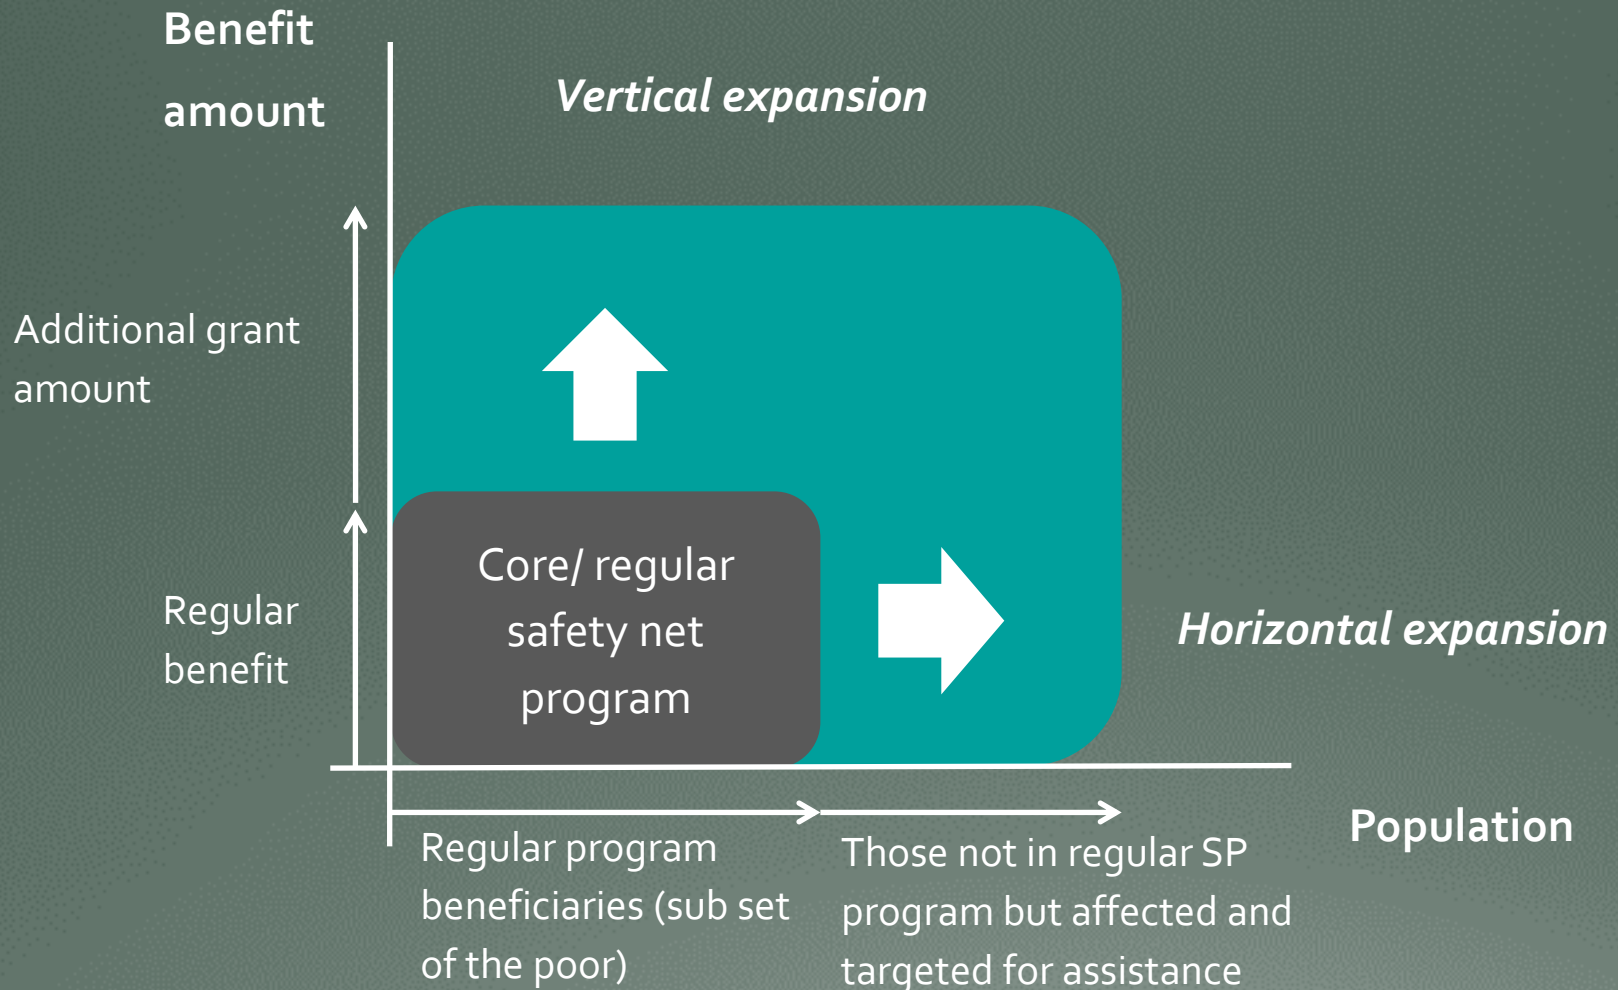 Benefit
amount
Vertical expansion
Additional grant
amount
Core/ regular
safety net
program
Regular
benefit
Horizontal expansion
Population
Regular program
beneficiaries (sub set
of the poor)
Those not in regular SP
program but affected and
targeted for assistance